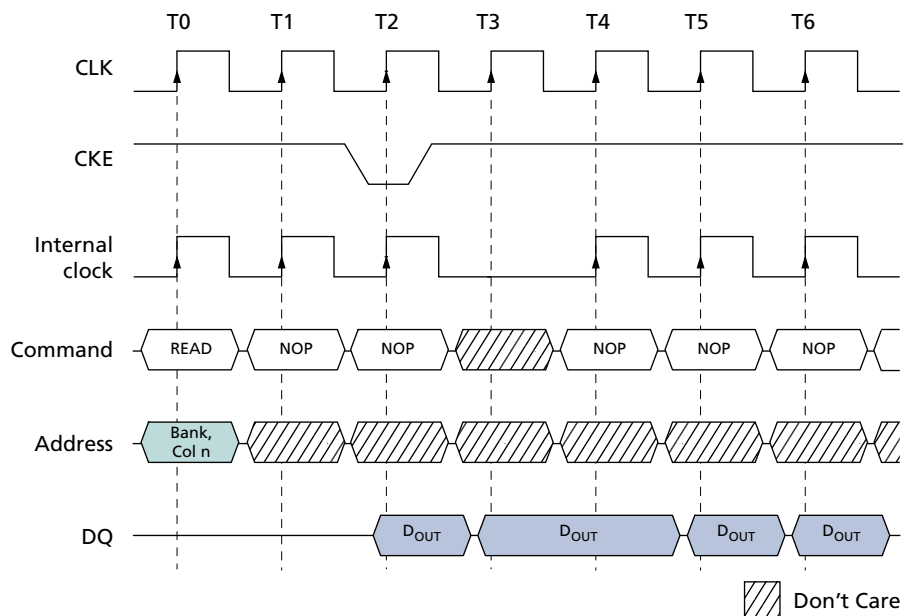 T0 T1 T2 T3 T4 T5 T6
CLK
CKE
Internal
clock
Command READ NOP NOP NOP NOP NOP
Address Bank,
Col n
DQ DOUT DOUT DOUT DOUT
Don't Care